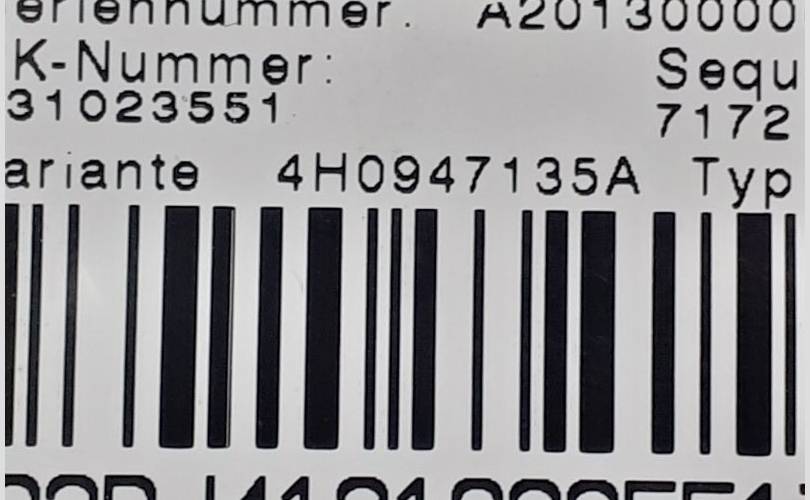 eriennummer. A20130000
K-Nummer: Sequ
31023551 7172
ariante 4H0947135A Typ